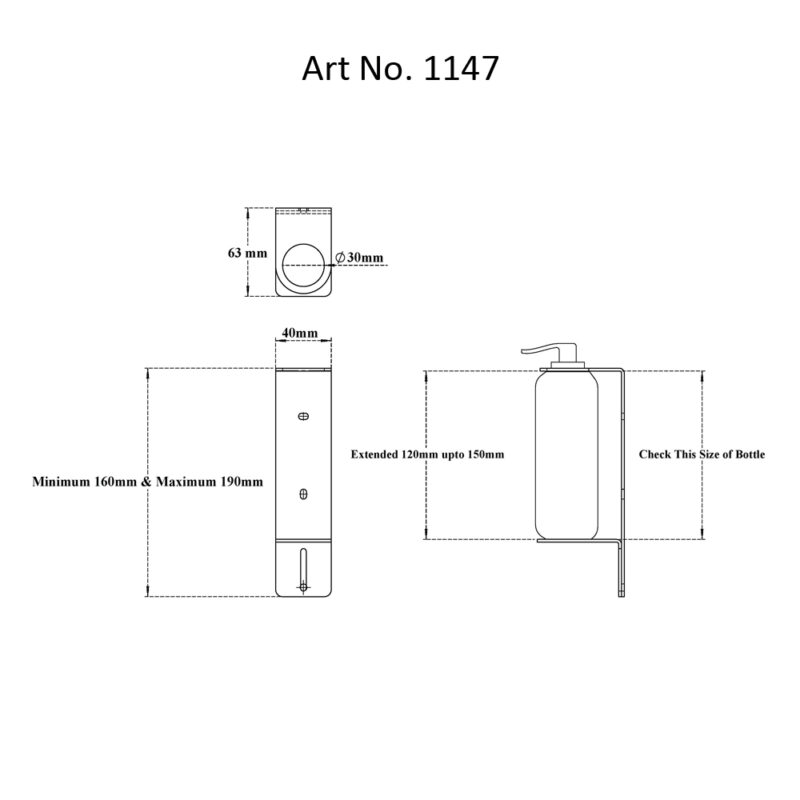 Art No. 1147
63 mm
∅30mm
40mm
Extended 120mm upto 150mm
Check This Size of Bottle
Minimum 160mm & Maximum 190mm